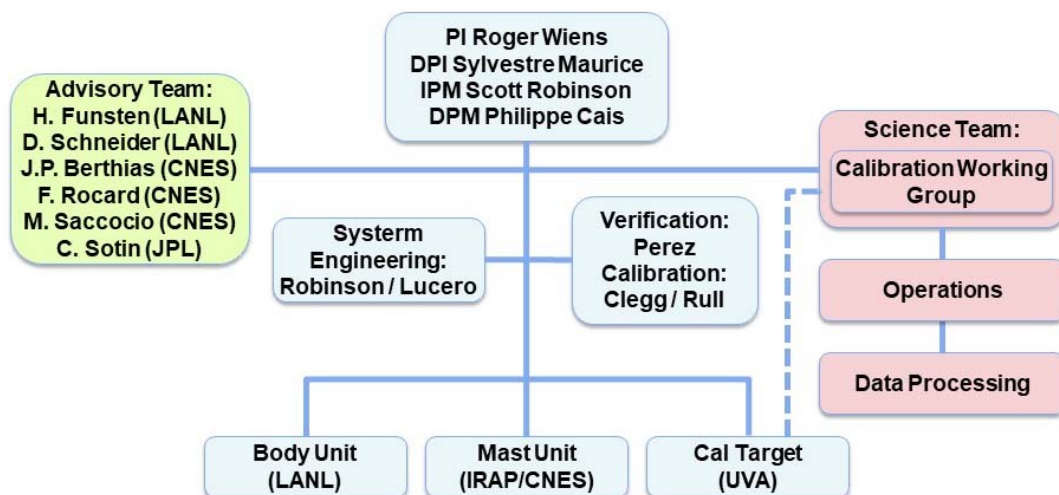 PI Roger Wiens
DPI Sylvestre Maurice
IPM Scott Robinson
DPM Philippe Cais
Advisory Team:
H. Funsten (LANL)
D. Schneider (LANL)
J.P. Berthias (CNES)
F. Rocard (CNES)
M. Saccocio (CNES)
C. Sotin (JPL)
Science Team:
Calibration Working
Group
Systerm
Engineering:
Robinson / Lucero
Verification:
Perez
Calibration:
Clegg / Rull
Operations
Data Processing
Body Unit
(LANL)
Mast Unit
(IRAP/CNES)
Cal Target
(UVA)